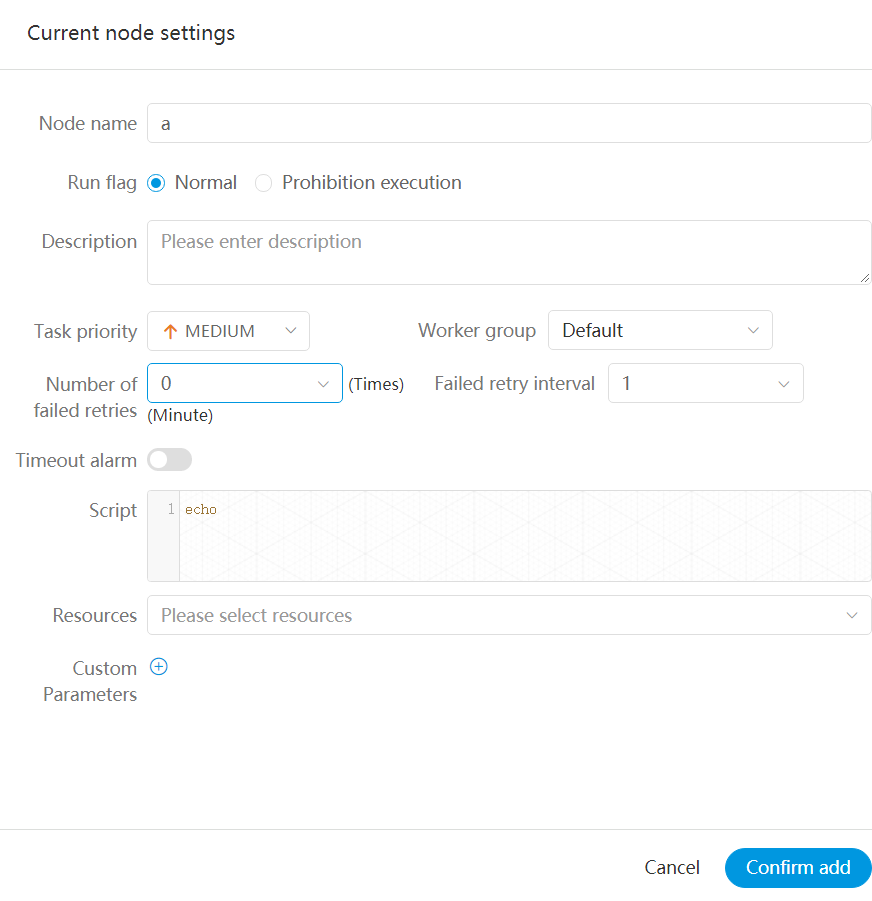 Current node settings
Node name a
Run flag Normal Prohibition execution
Description Please enter description
Task priority MEDIUM Worker group Default
Number of failed retries 0 (Times) Failed retry interval 1
(Minute)
Timeout alarm
Script 1 echo
Resources Please select resources
Custom
Parameters
Cancel Confirm add